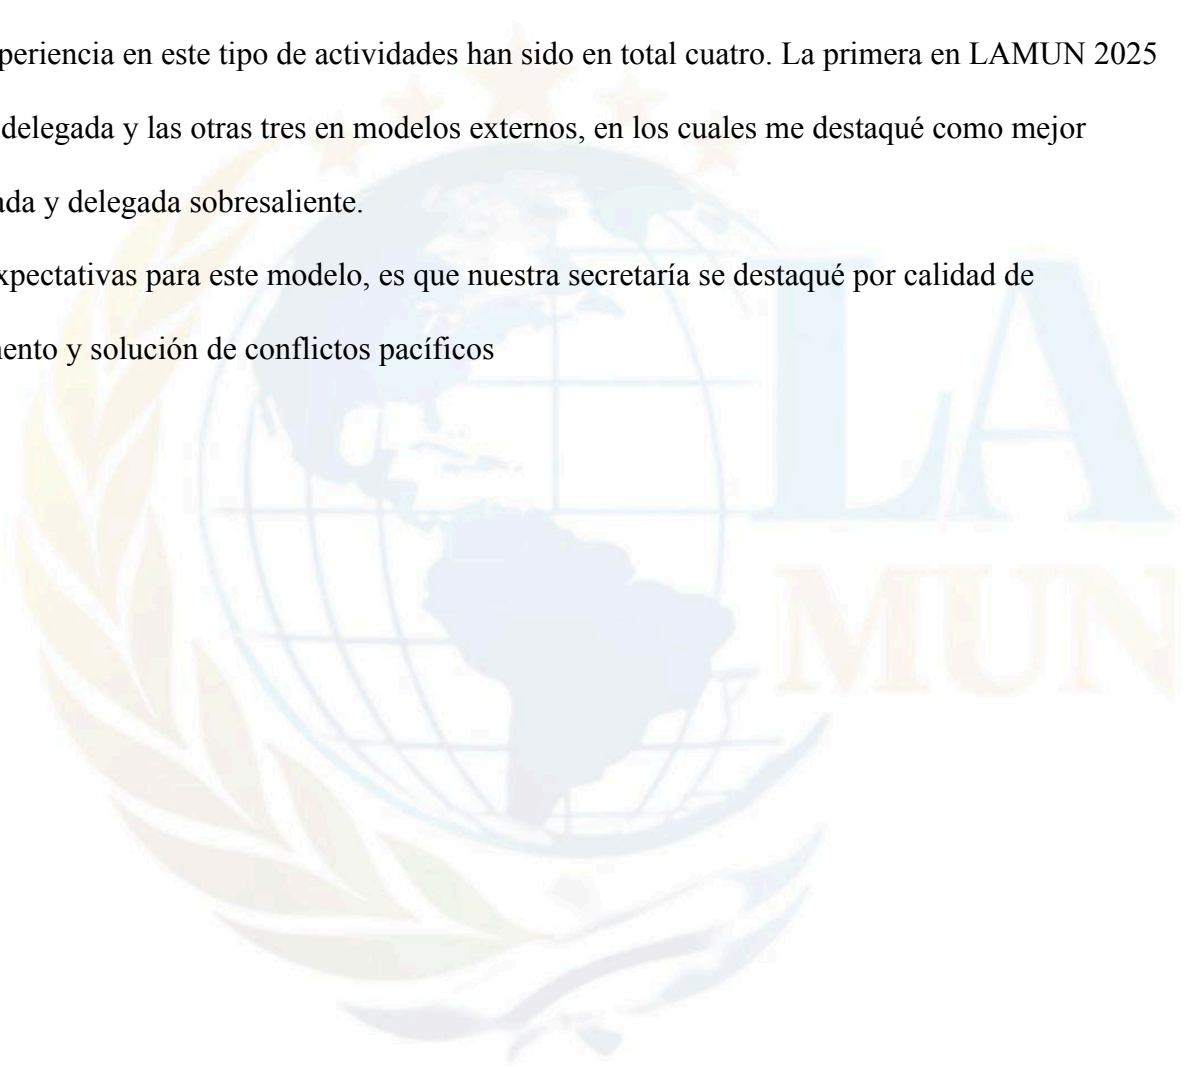 periencia en este tipo de actividades han sido en total cuatro. La primera en LAMUN 2025
delegada y las otras tres en modelos externos, en los cuales me destaqué como mejor
ada y delegada sobresaliente.
xpectativas para este modelo, es que nuestra secretaría se destaqué por calidad de
ento y solución de conflictos pacíficos
LA
MUN